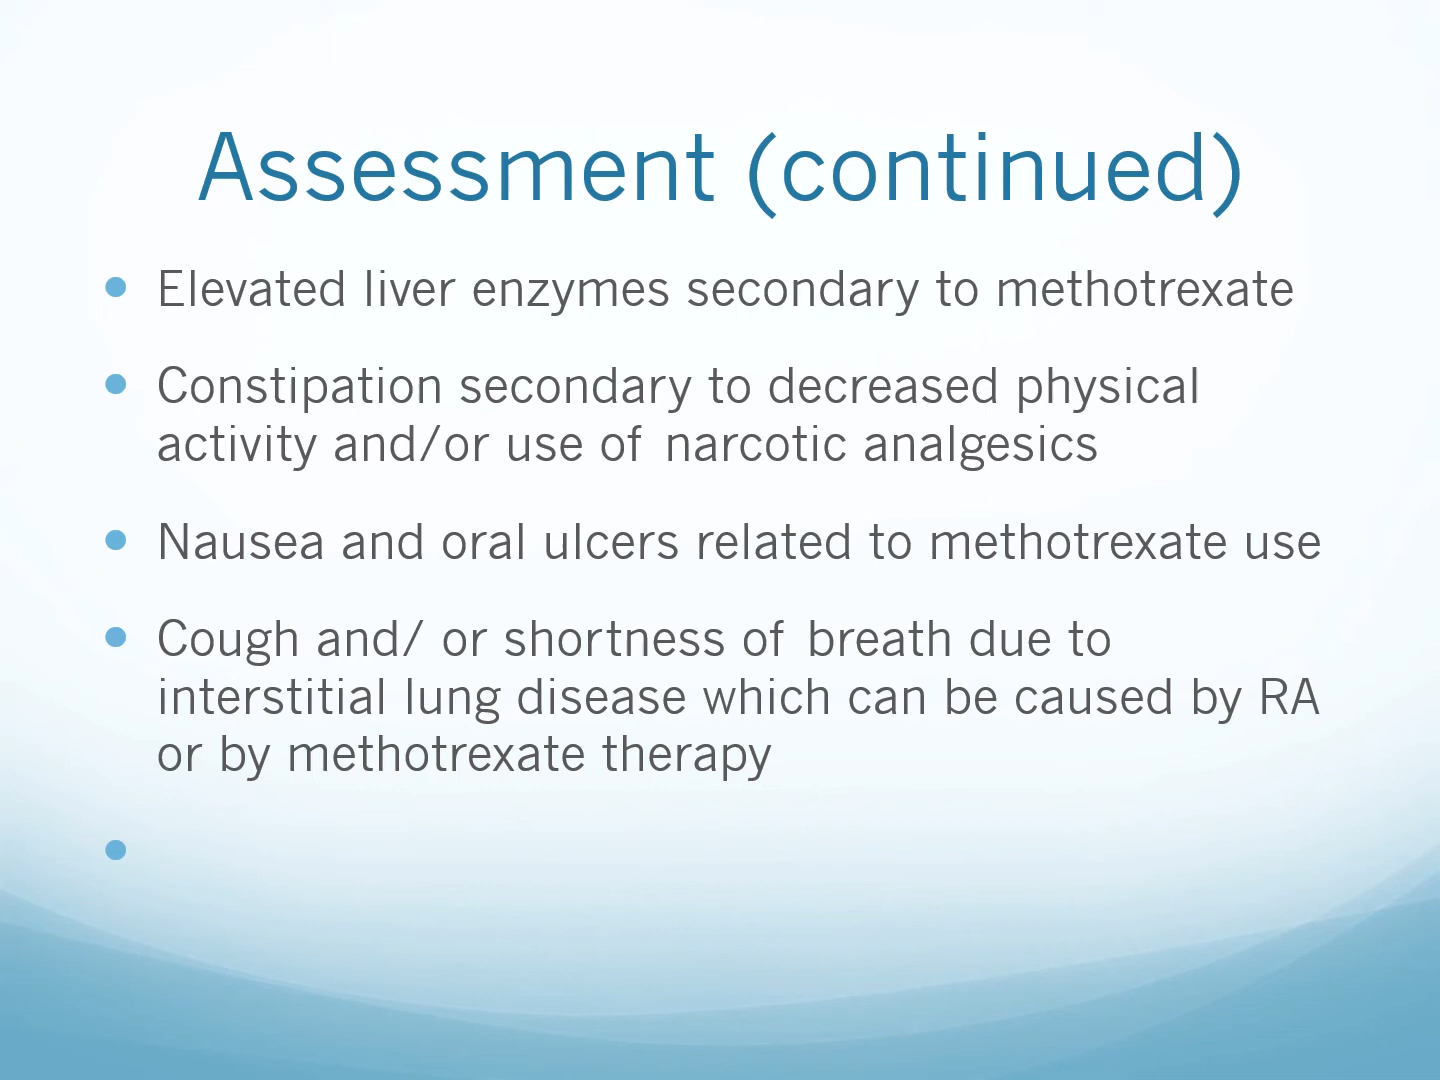 Assessment (continued)
• Elevated liver enzymes secondary to methotrexate
• Constipation secondary to decreased physical
activity and/or use of narcotic analgesics
• Nausea and oral ulcers related to methotrexate use
• Cough and/ or shortness of breath due to
interstitial lung disease which can be caused by RA
or by methotrexate therapy
•